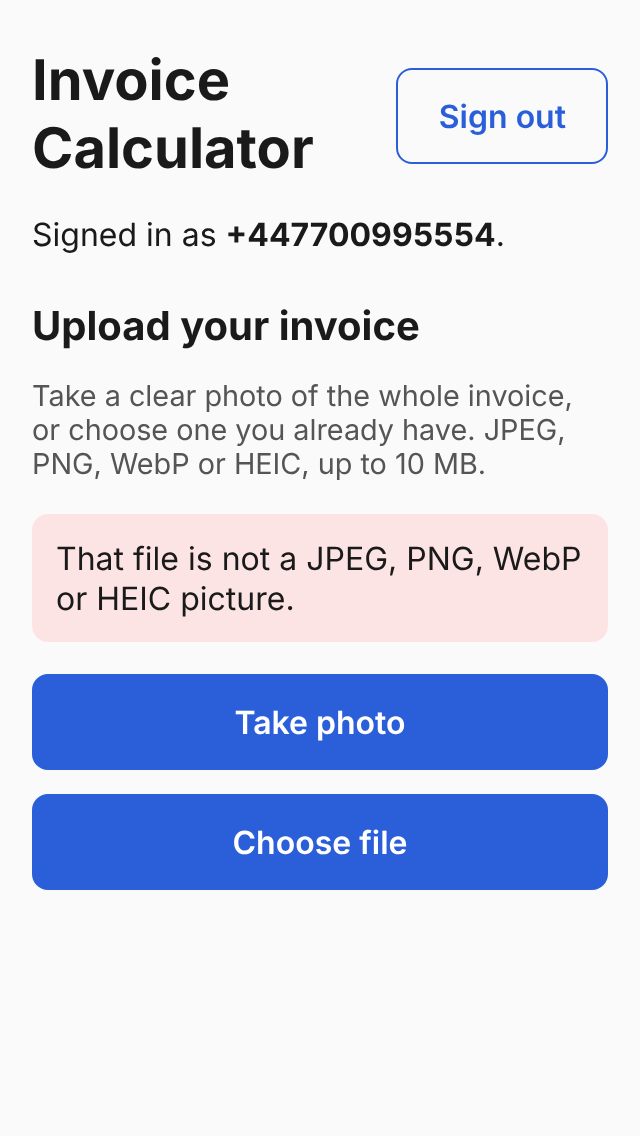 Invoice
Calculator
Sign out
Signed in as +447700995554.
Upload your invoice
Take a clear photo of the whole invoice,
or choose one you already have. JPEG,
PNG, WebP or HEIC, up to 10 MB.
That file is not a JPEG, PNG, WebP
or HEIC picture.
Take photo
Choose file